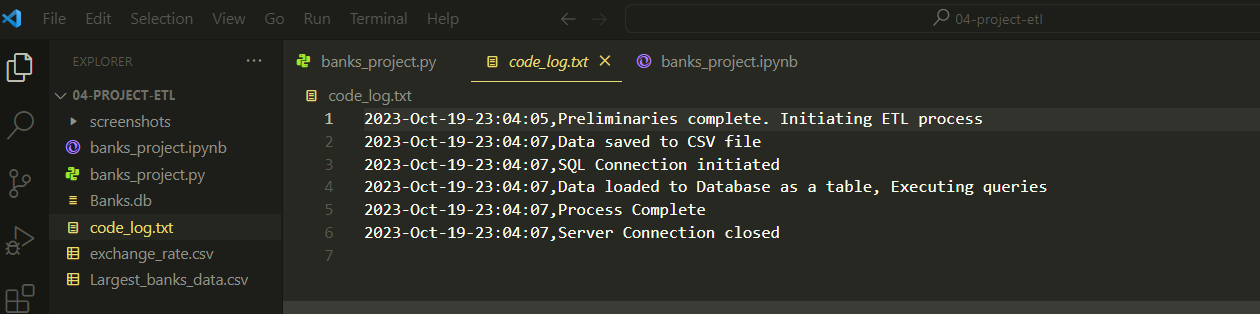 File Edit Selection View Go Run Terminal Help 04-project-etl
EXPLORER ...
04-PROJECT-ETL
screenshots
banks_project.ipynb
banks_project.py
Banks.db
code_log.txt
exchange_rate.csv
Largest_banks_data.csv
banks_project.py code_log.txt banks_project.ipynb
code_log.txt
1 2023-Oct-19-23:04:05,Preliminaries complete. Initiating ETL process
2 2023-Oct-19-23:04:07,Data saved to CSV file
3 2023-Oct-19-23:04:07,SQL Connection initiated
4 2023-Oct-19-23:04:07,Data loaded to Database as a table, Executing queries
5 2023-Oct-19-23:04:07,Process Complete
6 2023-Oct-19-23:04:07,Server Connection closed
7